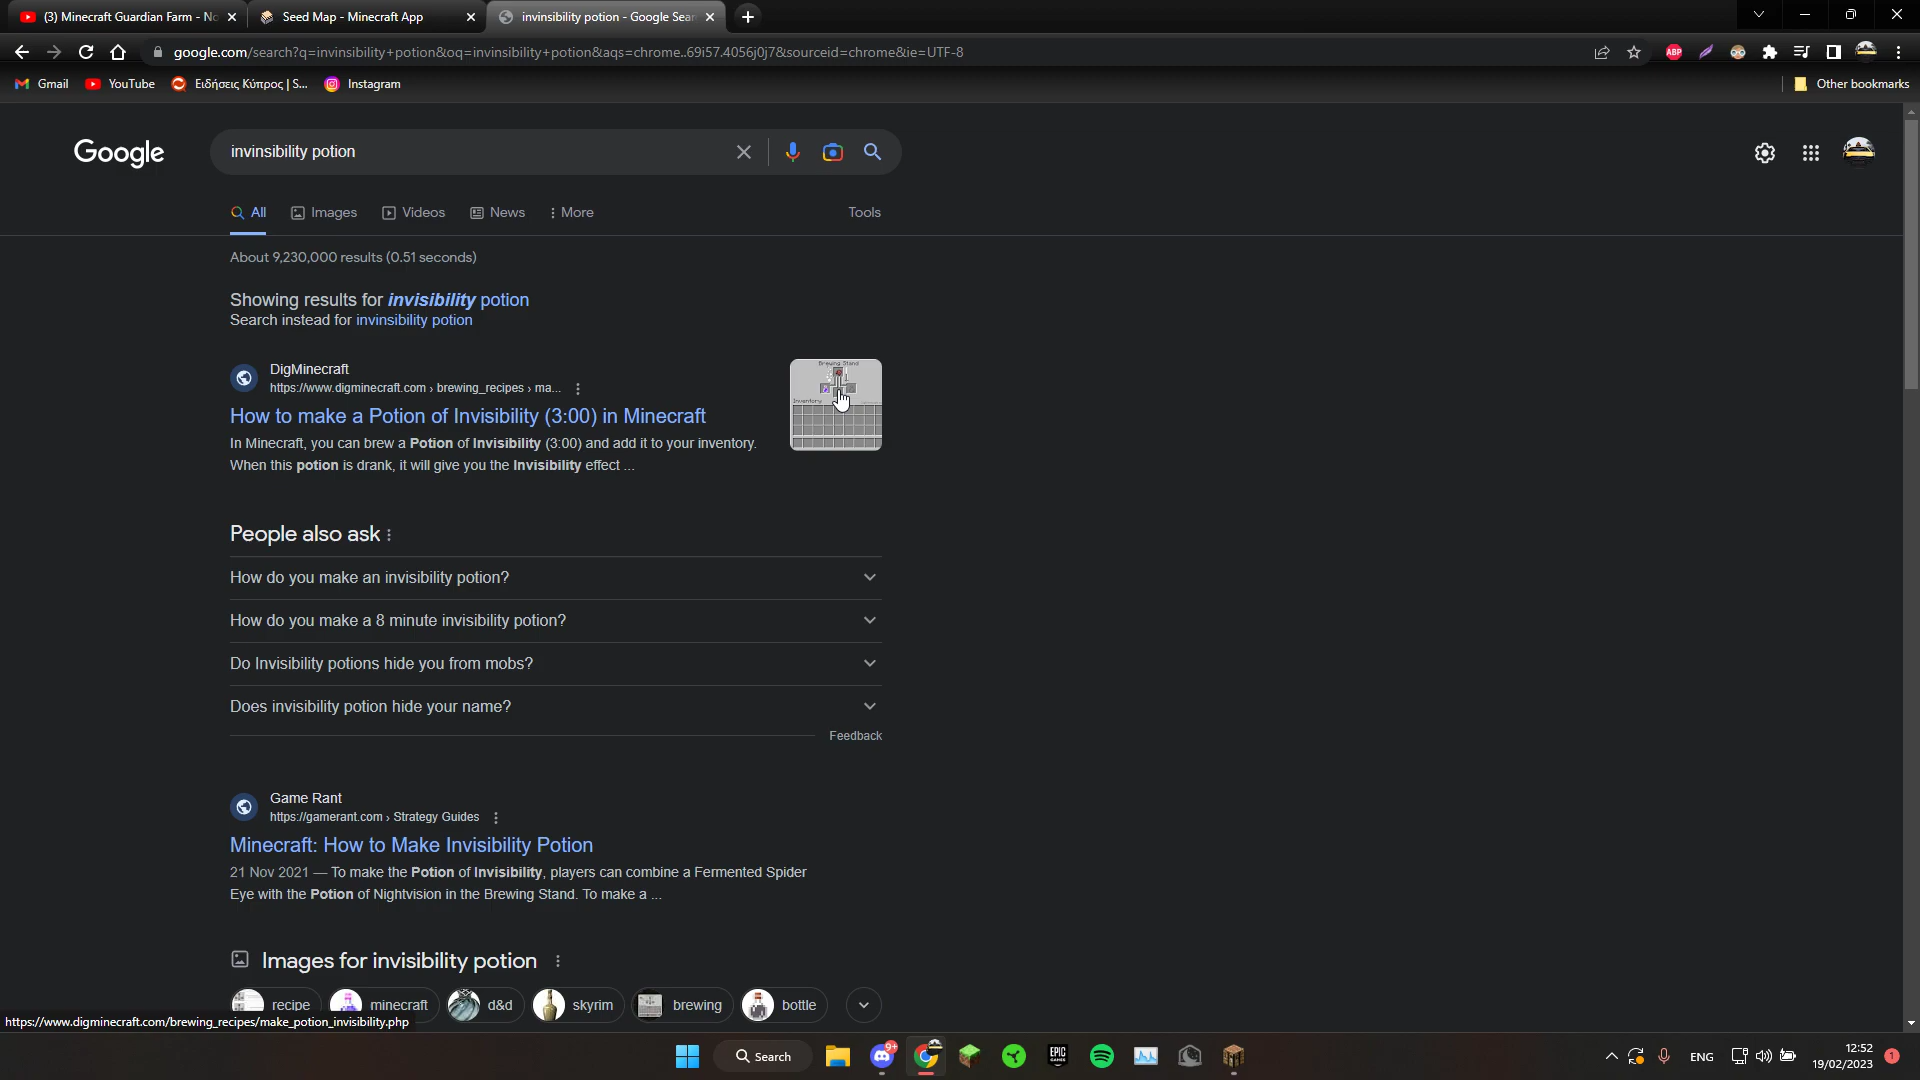 (3) Minecraft Guardian Farm - No
Seed Map - Minecraft App
invinsibility potion - Google Sear
google.com/search?q=invinsibility+potion&oq=invinsibility+potion&aqs=chrome..69i57.4056j0j7&sourceid=chrome&ie=UTF-8
ABP
Gmail
YouTube
Ειδήσεις Κύπρος | S...
Instagram
Other bookmarks
Google
invinsibility potion
All
Images
Videos
News
More
Tools
About 9,230,000 results (0.51 seconds)
Showing results for invisibility potion
Search instead for invinsibility potion
DigMinecraft
https://www.digminecraft.com › brewing_recipes › ma...
How to make a Potion of Invisibility (3:00) in Minecraft
In Minecraft, you can brew a Potion of Invisibility (3:00) and add it to your inventory.
When this potion is drank, it will give you the Invisibility effect ...
Brewing Stand
Inventory
People also ask
How do you make an invisibility potion?
How do you make a 8 minute invisibility potion?
Do Invisibility potions hide you from mobs?
Does invisibility potion hide your name?
Feedback
Game Rant
https://gamerant.com › Strategy Guides
Minecraft: How to Make Invisibility Potion
21 Nov 2021 — To make the Potion of Invisibility, players can combine a Fermented Spider
Eye with the Potion of Nightvision in the Brewing Stand. To make a ...
Images for invisibility potion
recipe
minecraft
d&d
skyrim
brewing
bottle
https://www.digminecraft.com/brewing_recipes/make_potion_invisibility.php
Search
9+
EPIC
GAMES
ENG
12:52
19/02/2023
1